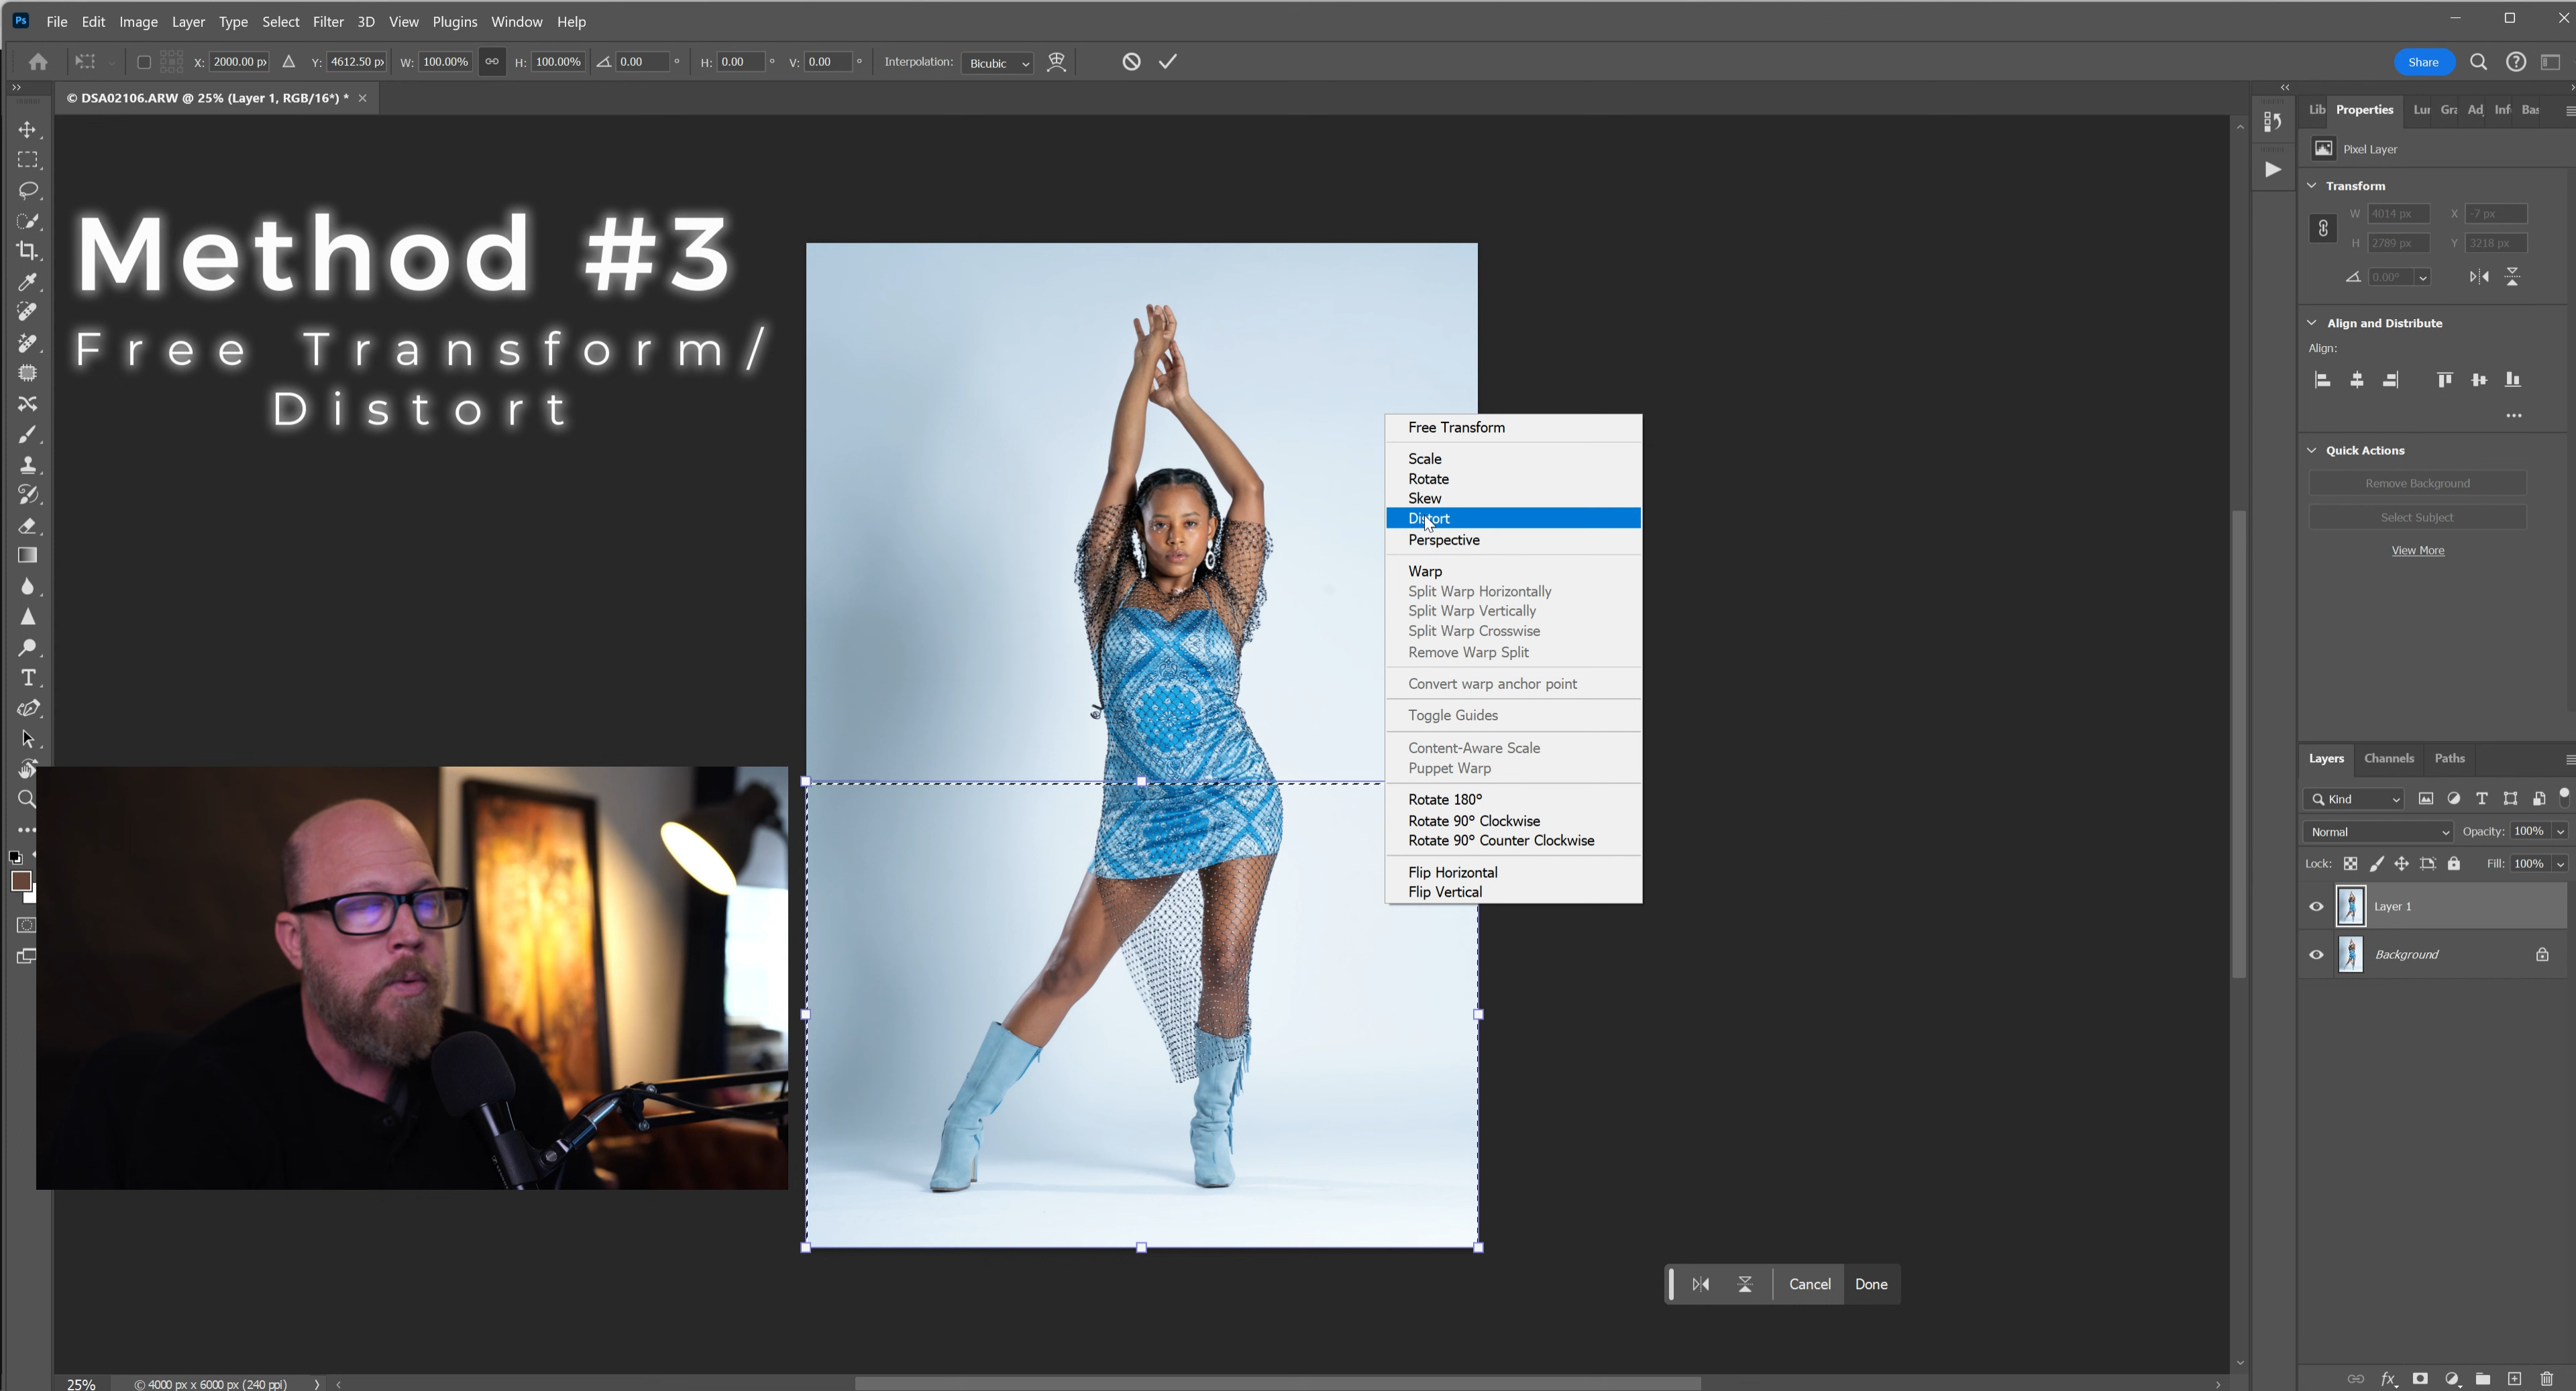 Ps File Edit Image Layer Type Select Filter 3D View Plugins Window Help
X: 2000.00 px Y: 4612.50 px W: 100.00% H: 100.00% 0.00 ° H: 0.00 ° V: 0.00 ° Interpolation: Bicubic Share
© DSA02106.ARW @ 25% (Layer 1, RGB/16*) *
Method #3
Free Transform/
Distort
Free Transform
Scale
Rotate
Skew
Distort
Perspective
Warp
Split Warp Horizontally
Split Warp Vertically
Split Warp Crosswise
Remove Warp Split
Convert warp anchor point
Toggle Guides
Content-Aware Scale
Puppet Warp
Rotate 180°
Rotate 90° Clockwise
Rotate 90° Counter Clockwise
Flip Horizontal
Flip Vertical
Cancel Done
Lib Properties Lur Gra Ad Inf Bas
Pixel Layer
Transform
W 4014 px X -7 px
H 2789 px Y 3218 px
0.00°
Align and Distribute
Align:
Quick Actions
Remove Background
Select Subject
View More
Layers Channels Paths
Kind
Normal Opacity: 100%
Lock: Fill: 100%
Layer 1
Background
fx
25% © 4000 px x 6000 px (240 ppi)